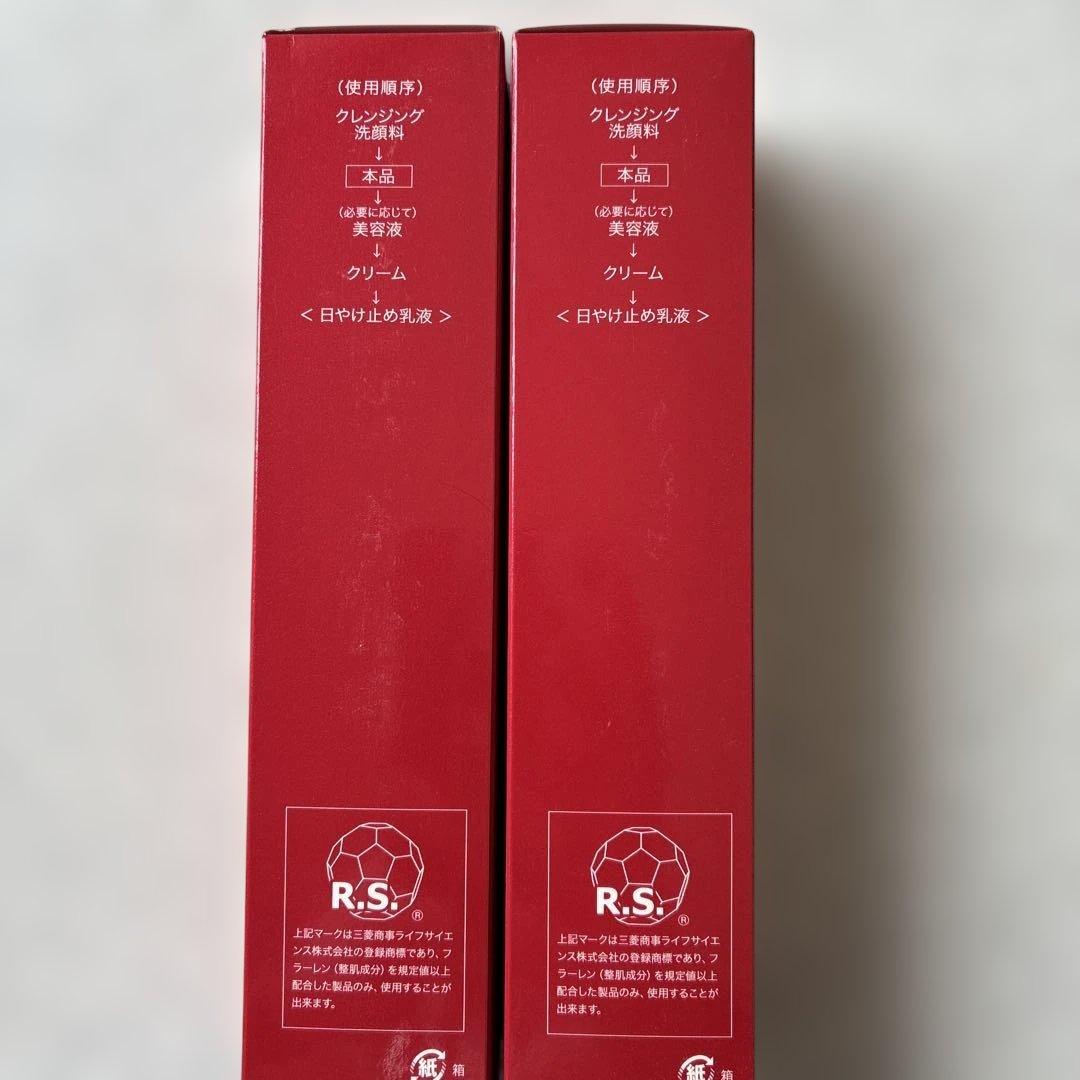 （使用順序）
クレンジング
洗顔料
↓
本品
↓
（必要に応じて）
美容液
↓
クリーム
↓
＜ 日やけ止め乳液 ＞
R.S.
®
上記マークは三菱商事ライフサイエ
ンス株式会社の登録商標であり、フ
ラーレン（整肌成分）を規定値以上
配合した製品のみ、使用することが
出来ます。
紙 箱
（使用順序）
クレンジング
洗顔料
↓
本品
↓
（必要に応じて）
美容液
↓
クリーム
↓
＜ 日やけ止め乳液 ＞
R.S.
®
上記マークは三菱商事ライフサイエ
ンス株式会社の登録商標であり、フ
ラーレン（整肌成分）を規定値以上
配合した製品のみ、使用することが
出来ます。
紙 箱